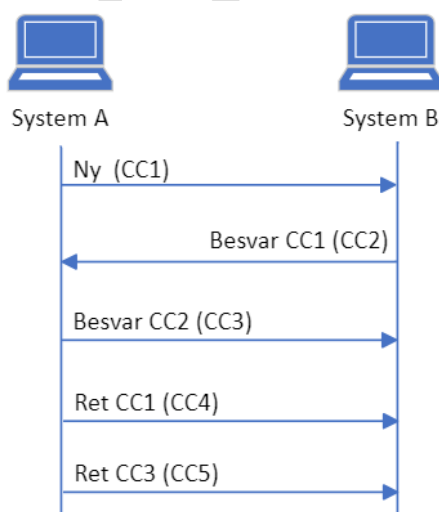 System A
System B
Ny (CC1)
Besvar CC1 (CC2)
Besvar CC2 (CC3)
Ret CC1 (CC4)
Ret CC3 (CC5)